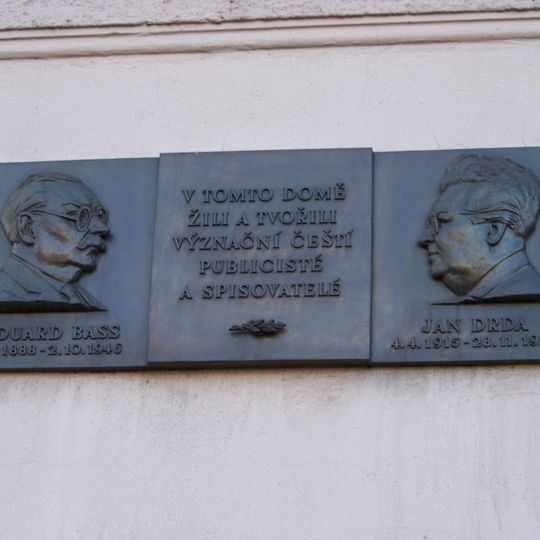 V TOMTO DOMĚ
ŽILI A TVOŘILI
VÝZNAČNÍ ČEŠTÍ
PUBLICISTÉ
A SPISOVATELÉ
DUARD BASS
1888 - 2.10.1946
JAN DRDA
4.4.1915 - 28.11.19